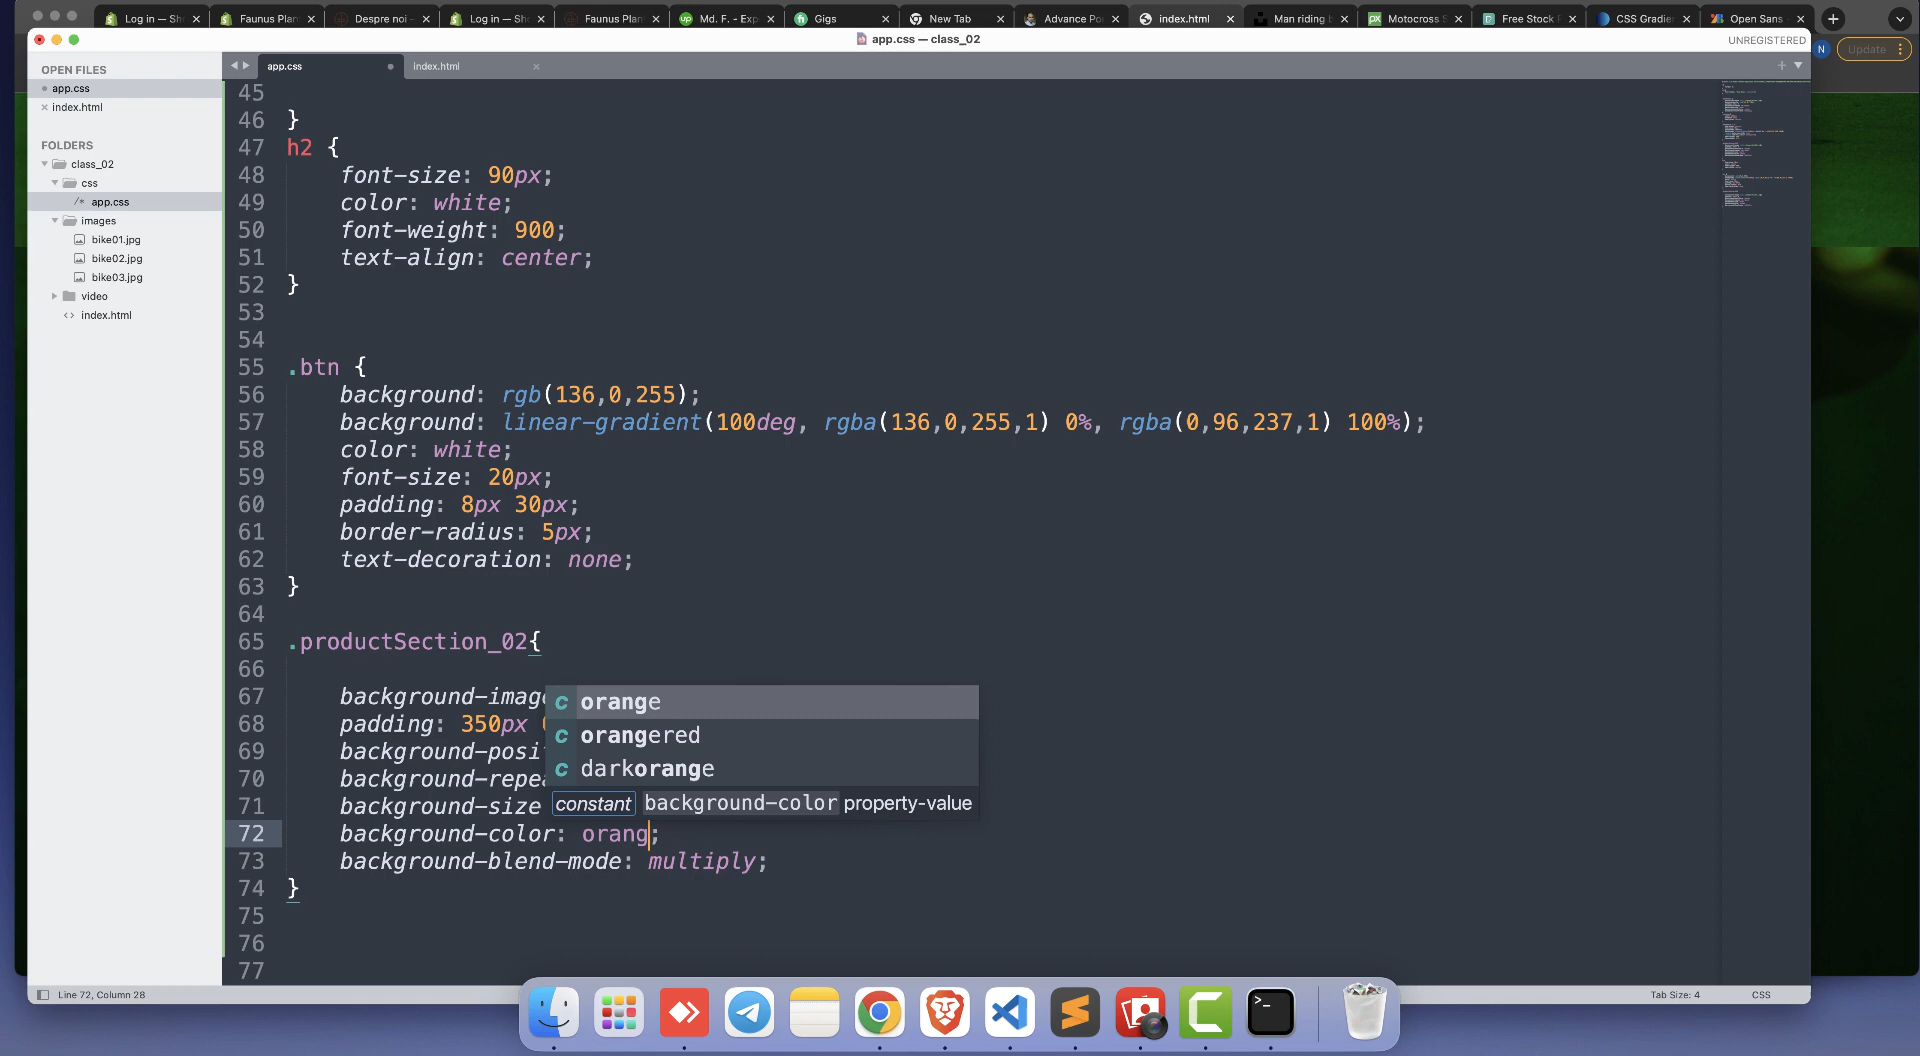 Log in — Sh
Faunus Plan
Despre noi -
Log in — Sh
Faunus Plan
Md. F. - Exp
Gigs
New Tab
Advance Po
index.html
Man riding
Motocross S
Free Stock F
CSS Gradie
Open Sans -
app.css — class_02
UNREGISTERED
N
Update
OPEN FILES
app.css
index.html
FOLDERS
class_02
css
/* app.css
images
bike01.jpg
bike02.jpg
bike03.jpg
video
<> index.html
app.css
index.html
45
46 }
47 h2 {
48 font-size: 90px;
49 color: white;
50 font-weight: 900;
51 text-align: center;
52 }
53
54
55 .btn {
56 background: rgb(136,0,255);
57 background: linear-gradient(100deg, rgba(136,0,255,1) 0%, rgba(0,96,237,1) 100%);
58 color: white;
59 font-size: 20px;
60 padding: 8px 30px;
61 border-radius: 5px;
62 text-decoration: none;
63 }
64
65 .productSection_02{
66
67 background-image
68 padding: 350px
69 background-posi
70 background-repe
71 background-size
72 background-color: orang;
73 background-blend-mode: multiply;
74 }
75
76
77
c orange
c orangered
c darkorange
constant background-color property-value
Line 72, Column 28
Tab Size: 4
CSS